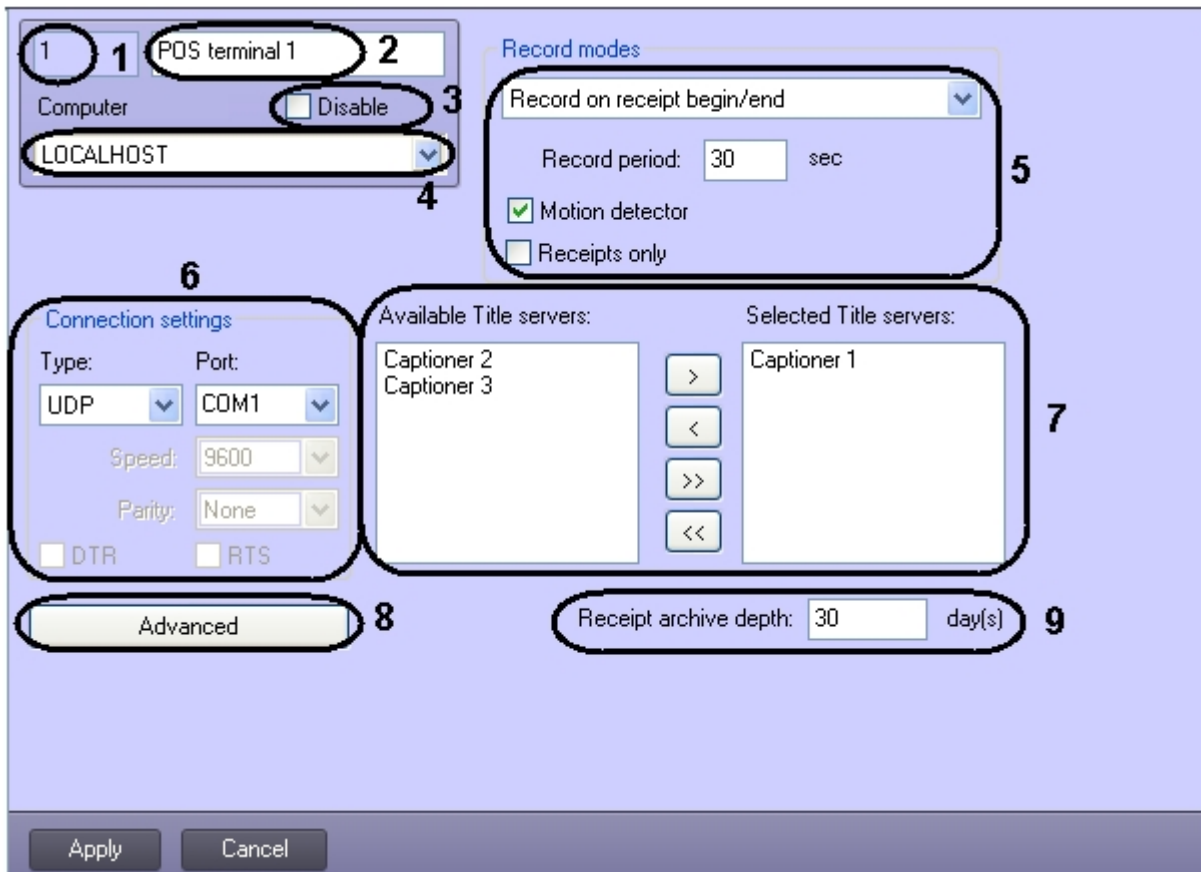 1 1 POS terminal 1 2
Computer Disable 3
LOCALHOST
4
Record modes
Record on receipt begin/end
Record period: 30 sec
5
Motion detector
Receipts only
6
Connection settings
Type: Port:
UDP COM1
Speed: 9600
Parity: None
DTR RTS
Available Title servers: Selected Title servers:
Captioner 2 Captioner 1
Captioner 3
>
<
>>
<<
7
Advanced 8
Receipt archive depth: 30 day(s) 9
Apply Cancel